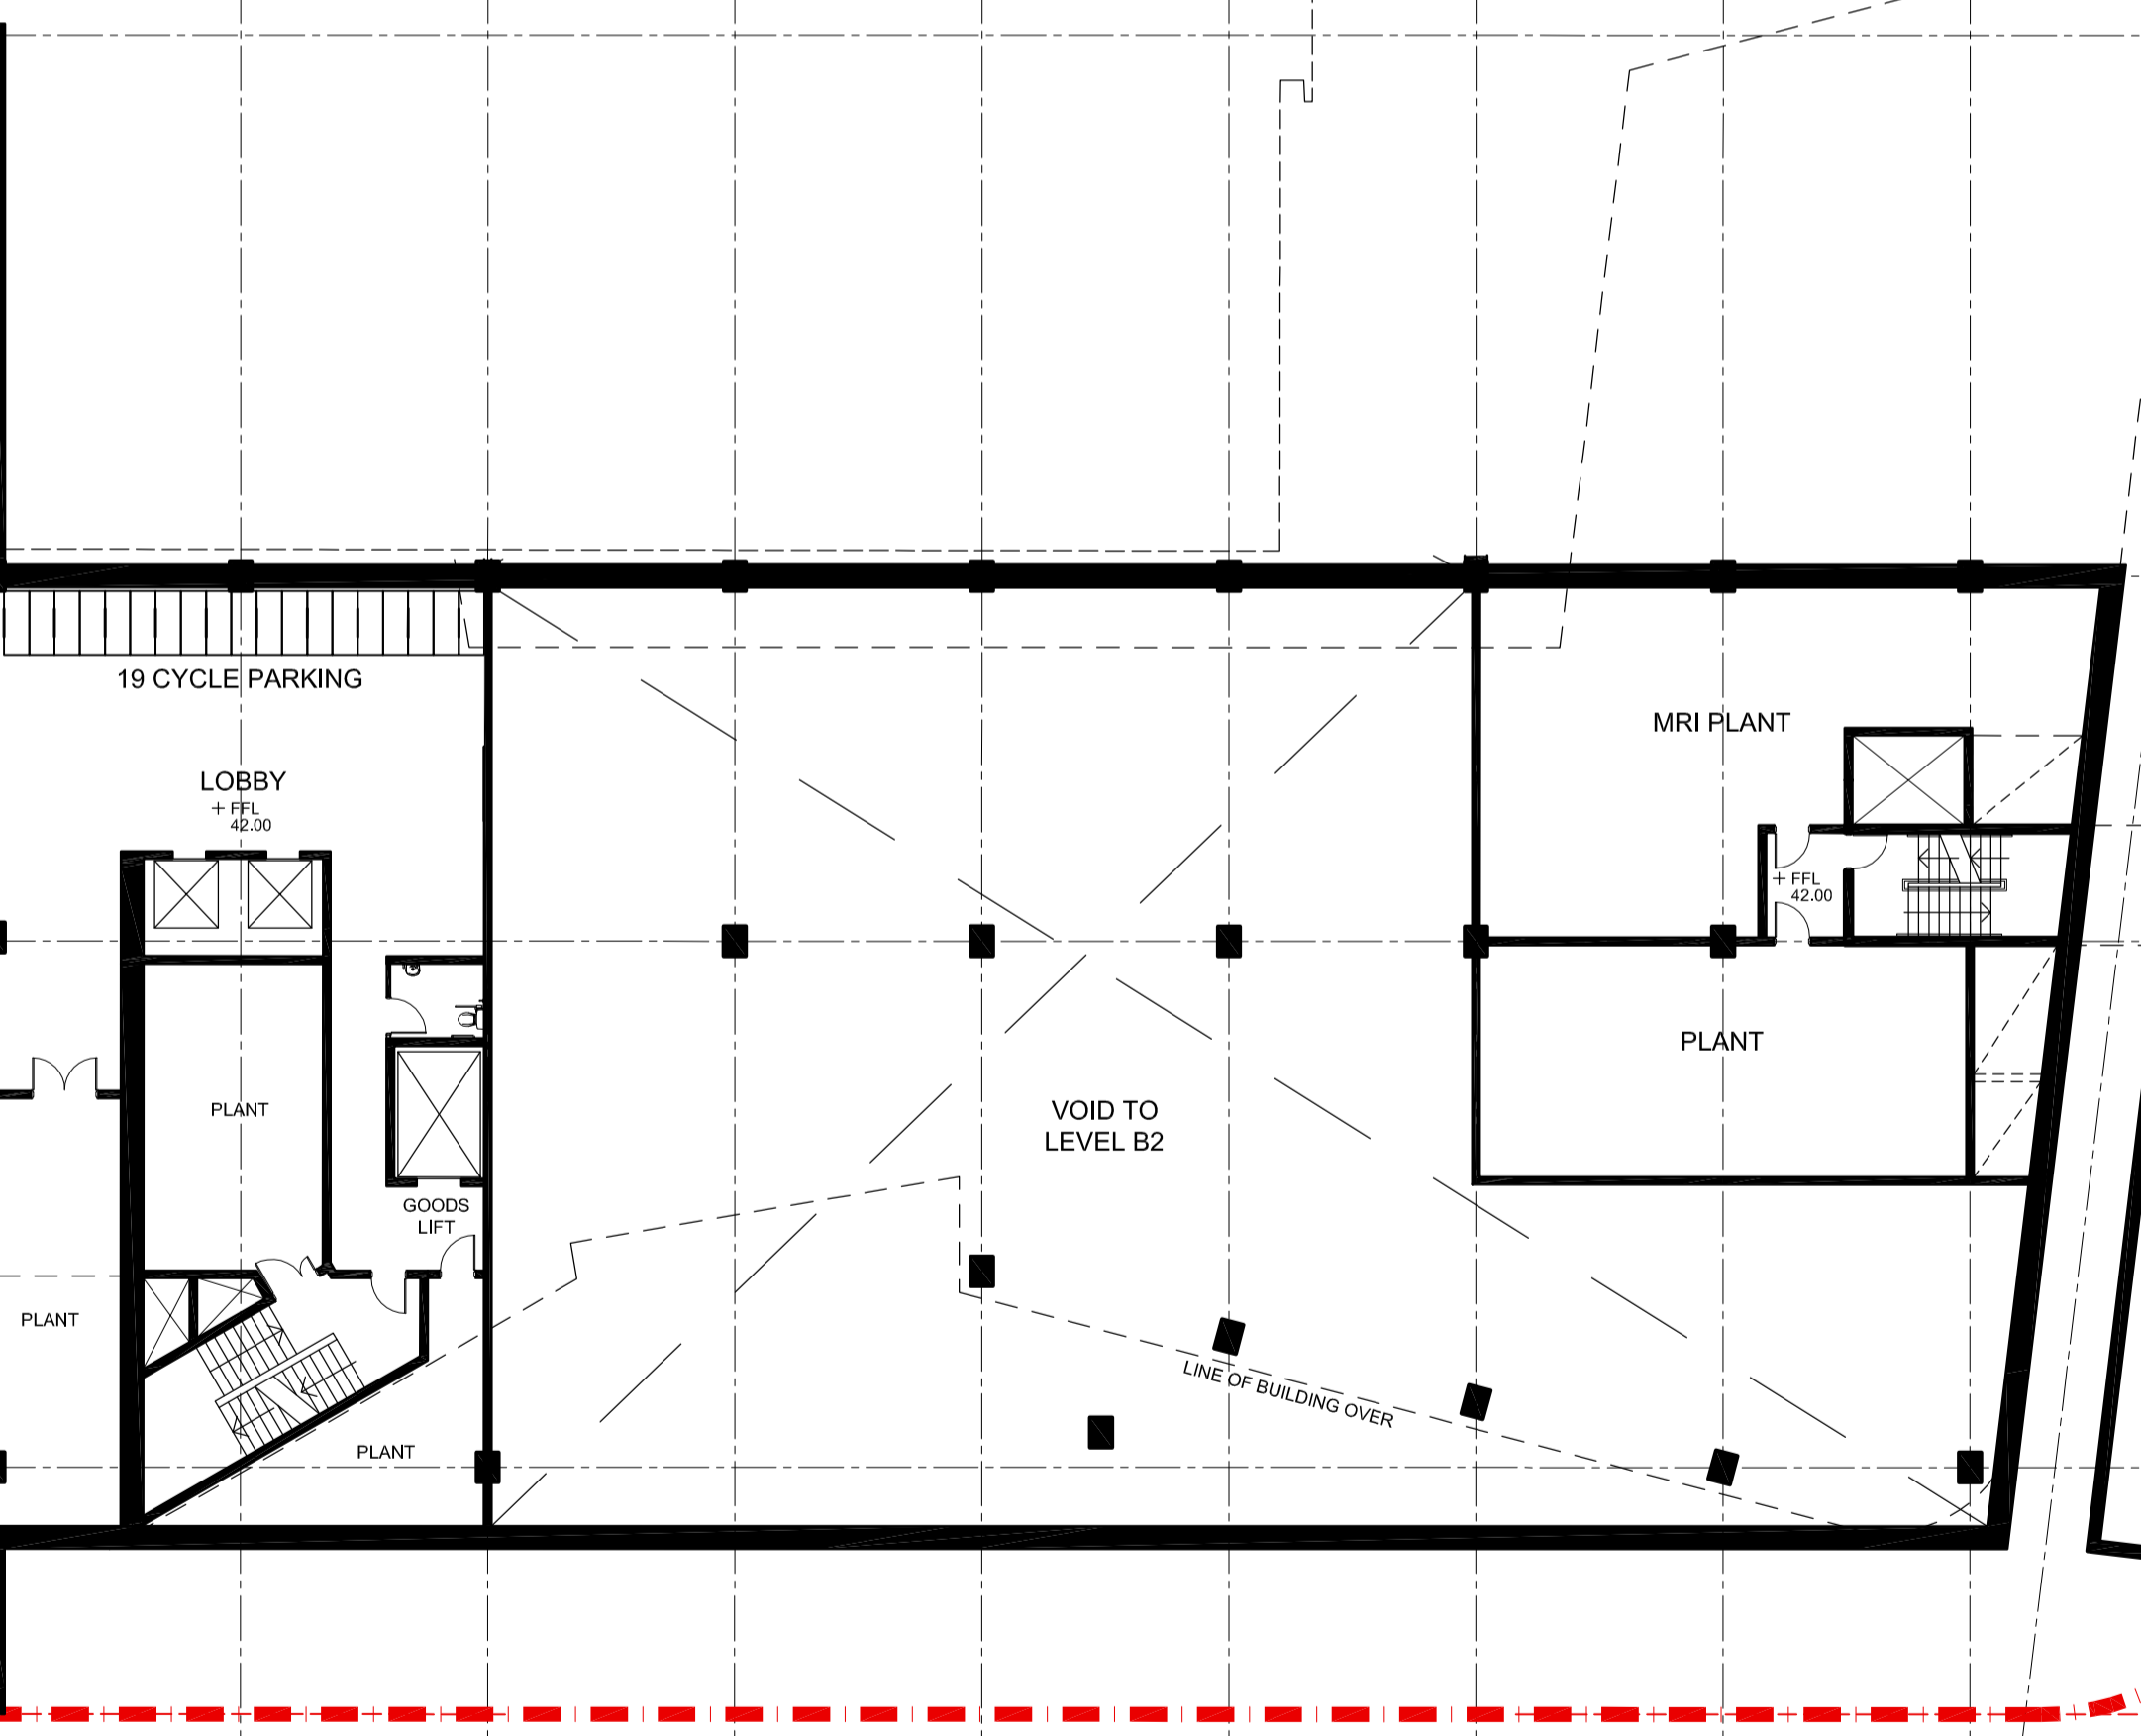 19 CYCLE PARKING
MRI PLANT
LOBBY
+ FFL
42.00
+ FFL
42.00
PLANT
PLANT
VOID TO
LEVEL B2
GOODS
LIFT
PLANT
LINE OF BUILDING OVER
PLANT